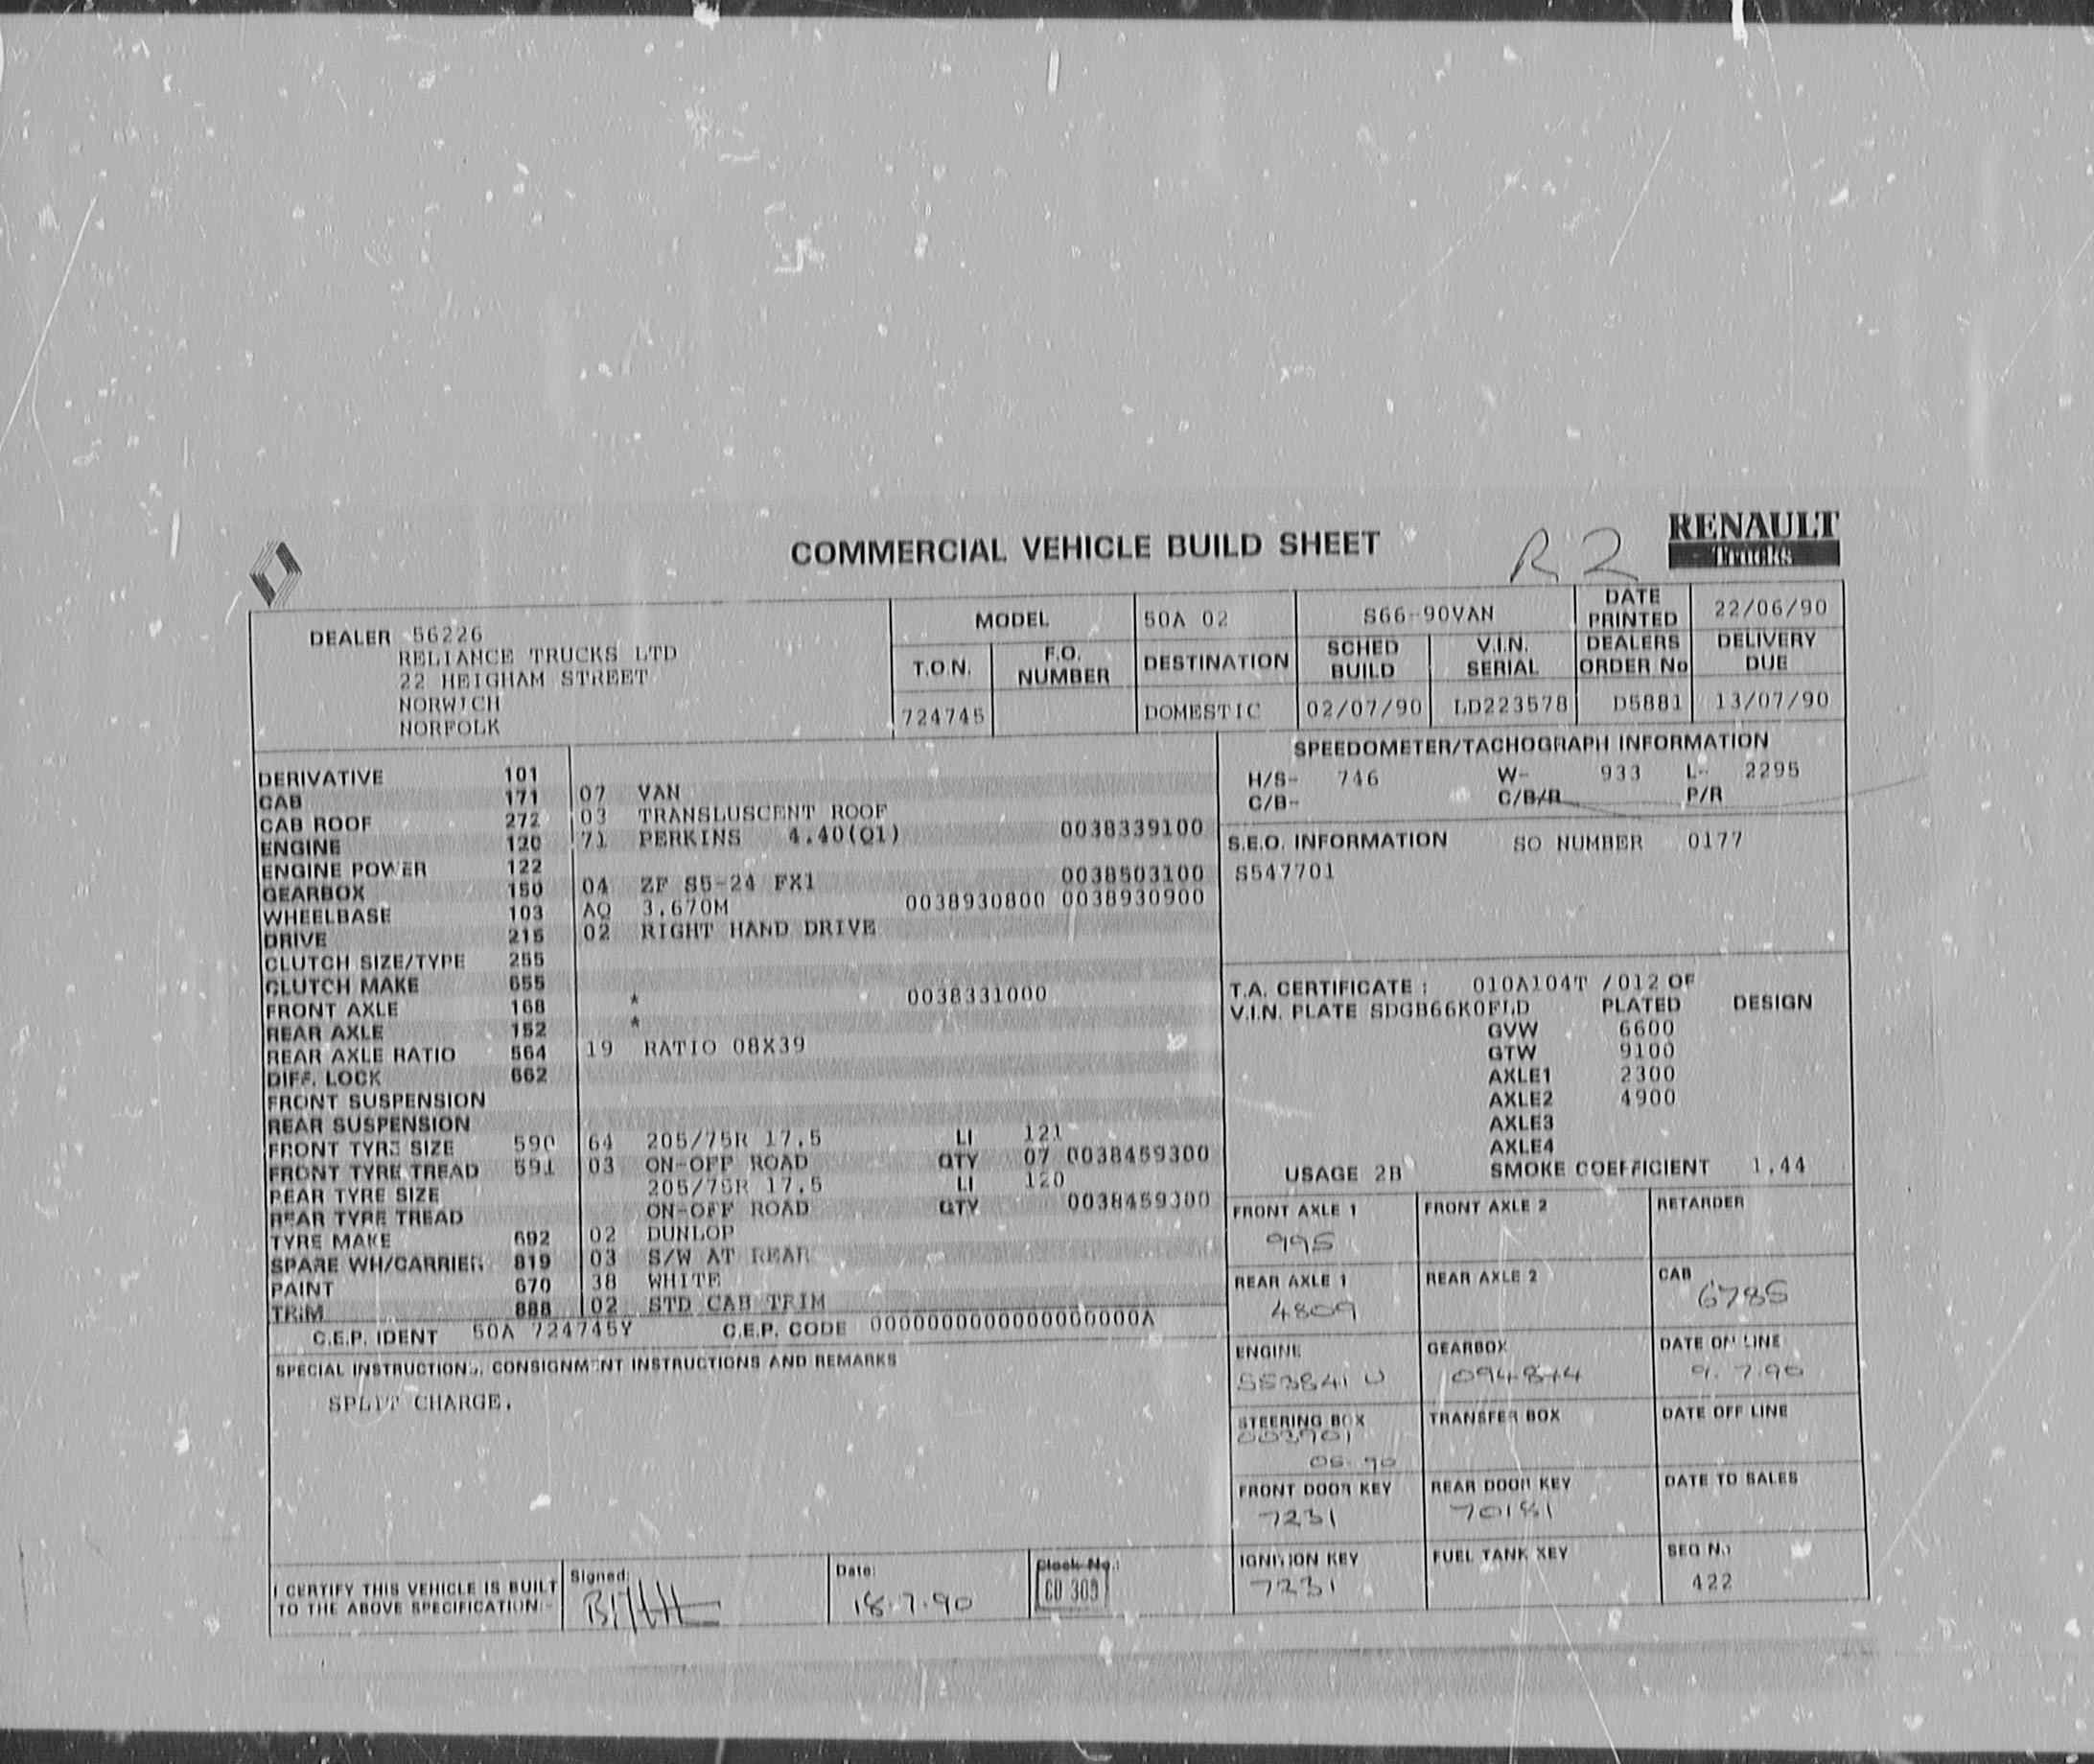 COMMERCIAL VEHICLE BUILD SHEET
R2
RENAULT
Trucks
DEALER 56226
RELIANCE TRUCKS LTD
22 HEIGHAM STREET
NORWICH
NORFOLK
MODEL 50A 02 S66-90VAN DATE PRINTED 22/06/90
T.O.N. F.O. NUMBER DESTINATION SCHED BUILD V.I.N. SERIAL DEALERS ORDER No DELIVERY DUE
724745 DOMESTIC 02/07/90 LD223578 D5881 13/07/90
DERIVATIVE 101
CAB 171 07 VAN
CAB ROOF 272 03 TRANSLUSCENT ROOF
ENGINE 120 71 PERKINS 4.40(Q1) 0038339100
ENGINE POWER 122
GEARBOX 150 04 ZF S5-24 FX1 0038503100
WHEELBASE 103 AQ 3.670M 0038930800 0038930900
DRIVE 215 02 RIGHT HAND DRIVE
CLUTCH SIZE/TYPE 255
CLUTCH MAKE 655
FRONT AXLE 168 * 0038331000
REAR AXLE 152 *
REAR AXLE RATIO 564 19 RATIO 08X39
DIFF. LOCK 662
FRONT SUSPENSION
REAR SUSPENSION
FRONT TYRE SIZE 590 64 205/75R 17.5 LI 121
FRONT TYRE TREAD 591 03 ON-OFF ROAD QTY 07 0038459300
REAR TYRE SIZE 205/75R 17.5 LI 120
REAR TYRE TREAD ON-OFF ROAD QTY 0038459300
TYRE MAKE 692 02 DUNLOP
SPARE WH/CARRIER 819 03 S/W AT REAR
PAINT 670 38 WHITE
TRIM 888 02 STD CAB TRIM
C.E.P. IDENT 50A 724745Y C.E.P. CODE
SPECIAL INSTRUCTIONS, CONSIGNMENT INSTRUCTIONS AND REMARKS
SPLIT CHARGE.
I CERTIFY THIS VEHICLE IS BUILT
TO THE ABOVE SPECIFICATION:-
Signed:
Date: 18.7.90
Clock No.:
CO 309
SPEEDOMETER/TACHOGRAPH INFORMATION
H/S- 746 W- 933 L- 2295
C/B- C/B/R P/R
S.E.O. INFORMATION SO NUMBER 0177
S547701
T.A. CERTIFICATE : 010A104T /012 OF
V.I.N. PLATE SDGB66K0FLD PLATED DESIGN
GVW 6600
GTW 9100
AXLE1 2300
AXLE2 4900
AXLE3
AXLE4
USAGE 2B SMOKE COEFFICIENT 1.44
FRONT AXLE 1 FRONT AXLE 2 RETARDER
995
REAR AXLE 1 REAR AXLE 2 CAB
4809 6785
ENGINE GEARBOX DATE ON LINE
553841 U 9.7.90
STEERING BOX TRANSFER BOX DATE OFF LINE
003901
06.90
FRONT DOOR KEY REAR DOOR KEY DATE TO SALES
7231 70181
IGNITION KEY FUEL TANK KEY SEQ No
7231 422